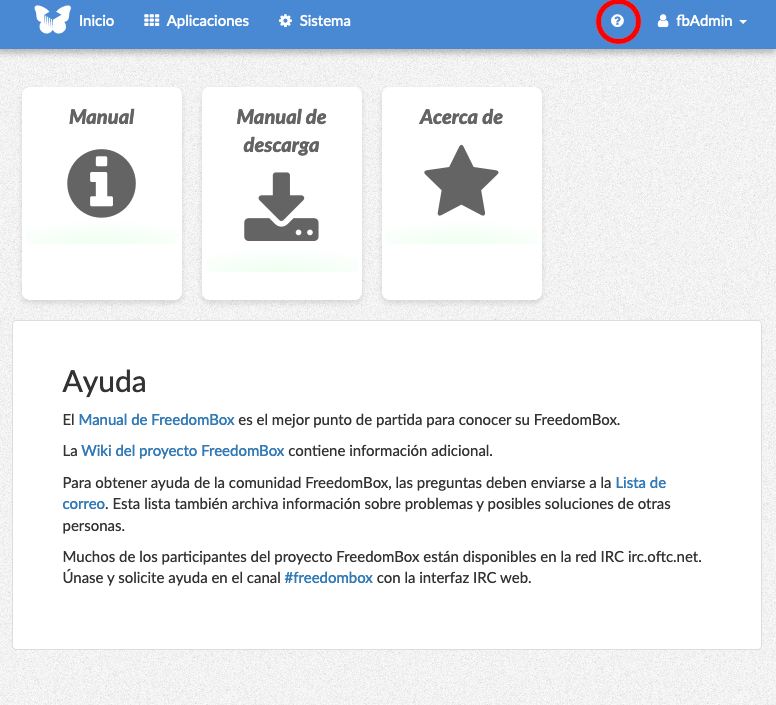 Inicio
Aplicaciones
Sistema
fbAdmin
Manual
Manual de
descarga
Acerca de
Ayuda
El Manual de FreedomBox es el mejor punto de partida para conocer su FreedomBox.
La Wiki del proyecto FreedomBox contiene información adicional.
Para obtener ayuda de la comunidad FreedomBox, las preguntas deben enviarse a la Lista de
correo. Esta lista también archiva información sobre problemas y posibles soluciones de otras
personas.
Muchos de los participantes del proyecto FreedomBox están disponibles en la red IRC irc.oftc.net.
Únase y solicite ayuda en el canal #freedombox con la interfaz IRC web.